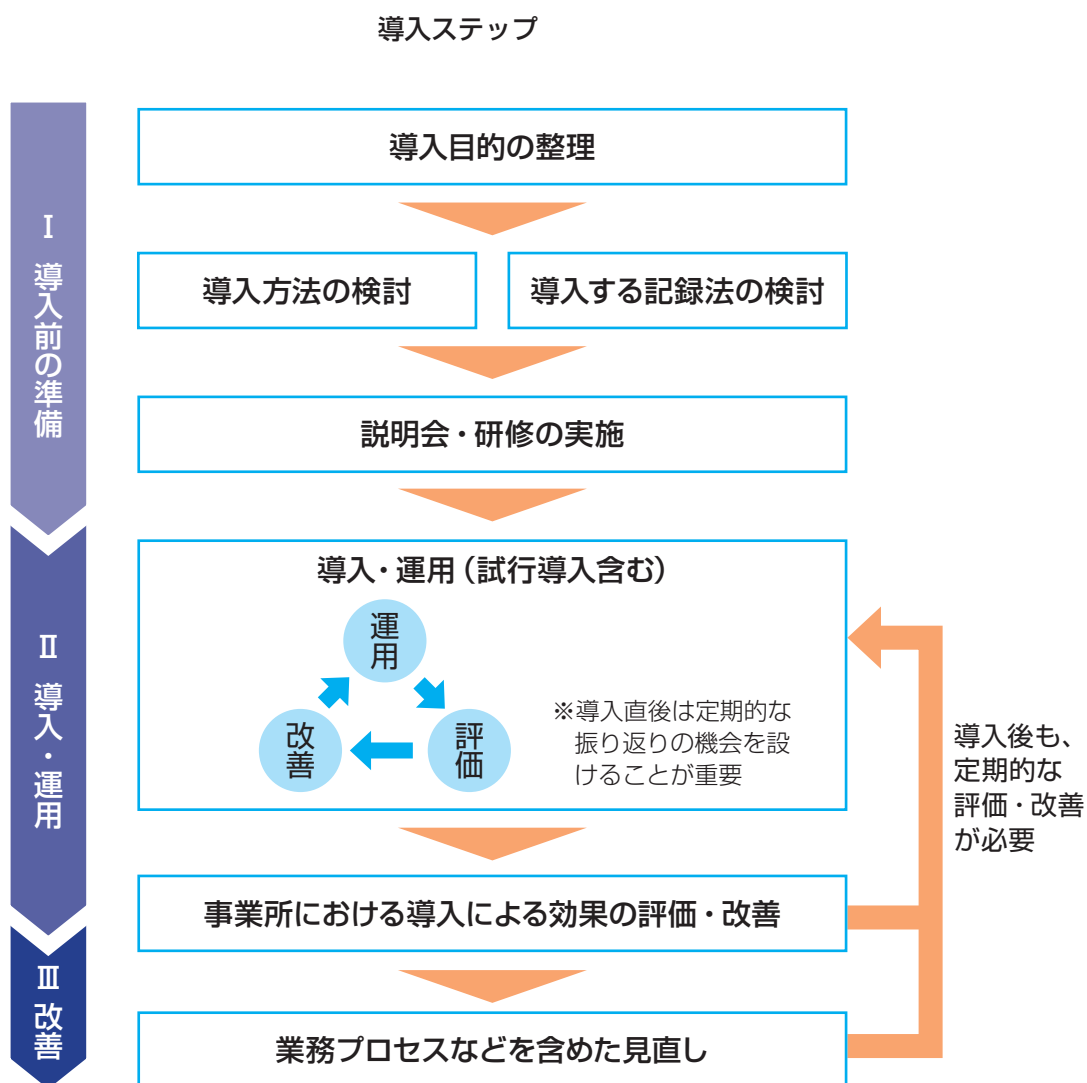 導入ステップ
Ⅰ 導入前の準備
導入目的の整理
導入方法の検討
導入する記録法の検討
説明会・研修の実施
Ⅱ 導入・運用
導入・運用（試行導入含む）
運用
評価
改善
※導入直後は定期的な
振り返りの機会を設
けることが重要
導入後も、
定期的な
評価・改善
が必要
事業所における導入による効果の評価・改善
Ⅲ 改善
業務プロセスなどを含めた見直し